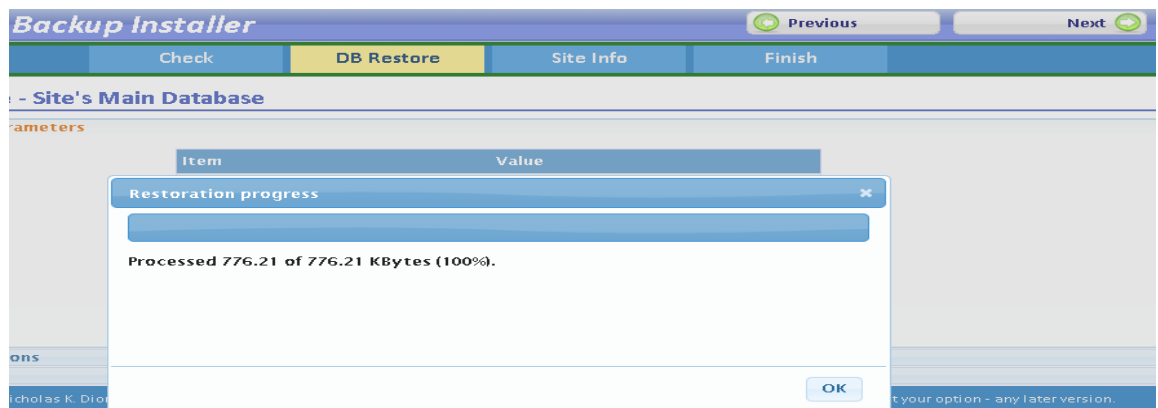 Backup Installer
Previous
Next
Check
DB Restore
Site Info
Finish
- Site's Main Database
rameters
Item
Value
Restoration progress
Processed 776.21 of 776.21 KBytes (100%).
ons
OK
icholas K. Dio
t your option - any later version.